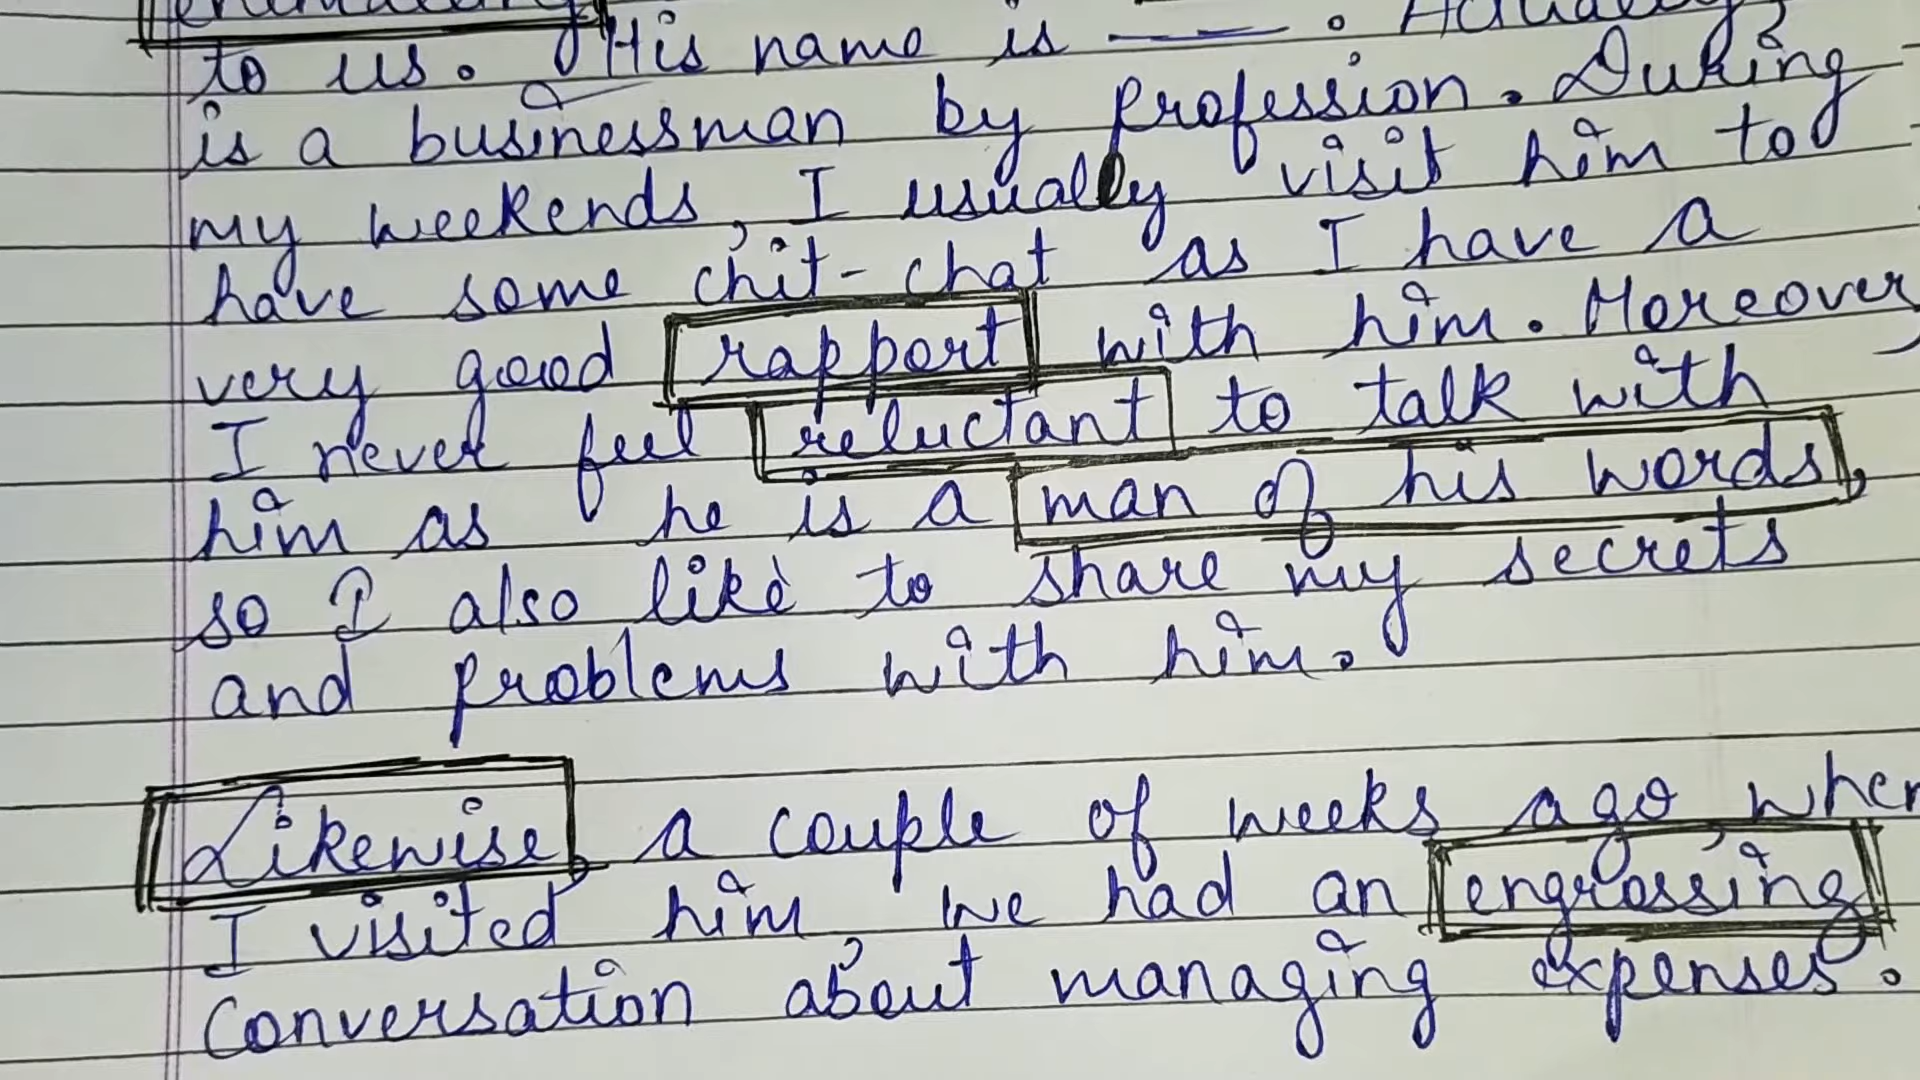 to us. His name is ——. Actually,
is a businessman by profession. During
my weekends, I usually visit him to
have some chit-chat as I have a
very good rapport with him. Moreover,
I never feel reluctant to talk with
him as he is a man of his words,
so I also like to share my secrets
and problems with him.
Likewise, a couple of weeks ago, when
I visited him, we had an engrossing
conversation about managing expenses.